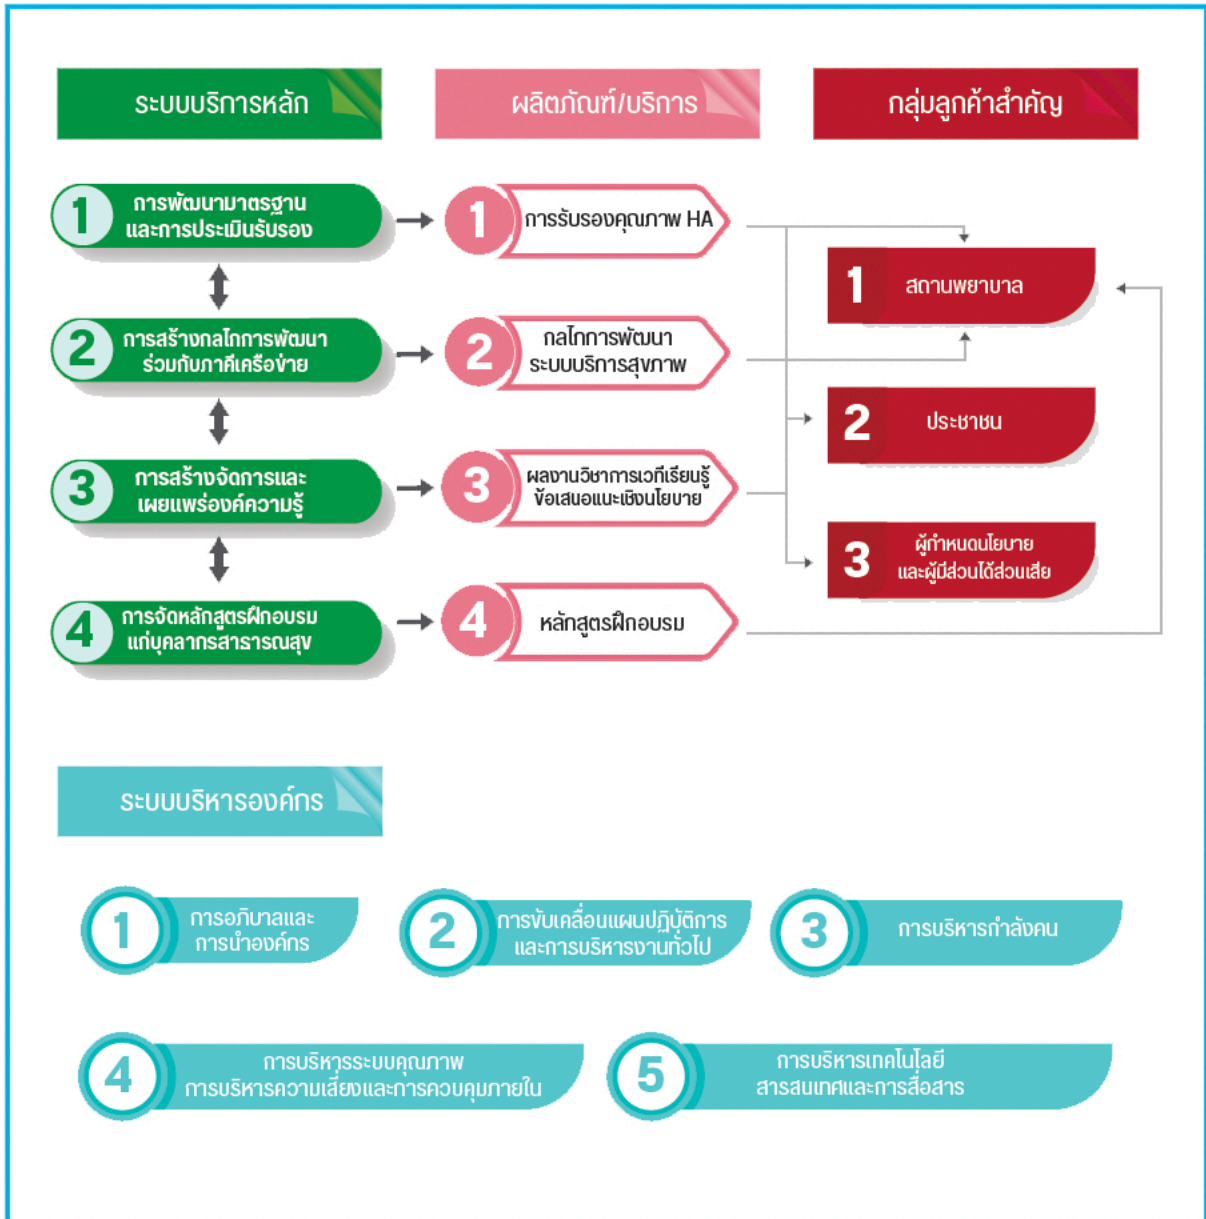 ระบบบริการหลัก
ผลิตภัณฑ์/บริการ
กลุ่มลูกค้าสำคัญ
1
การพัฒนามาตรฐาน
และการประเมินรับรอง
1
การรับรองคุณภาพ HA
1
สถานพยาบาล
2
การสร้างกลไกการพัฒนา
ร่วมกับภาคีเครือข่าย
2
กลไกการพัฒนา
ระบบบริการสุขภาพ
2
ประชาชน
3
การสร้างจัดการและ
เผยแพร่องค์ความรู้
3
ผลงานวิชาการเวทีเรียนรู้
ข้อเสนอแนะเชิงนโยบาย
3
ผู้กำหนดนโยบาย
และผู้มีส่วนได้ส่วนเสีย
4
การจัดหลักสูตรฝึกอบรม
แก่บุคลากรสาธารณสุข
4
หลักสูตรฝึกอบรม
ระบบบริหารองค์กร
1
การอภิบาลและ
การนำองค์กร
2
การขับเคลื่อนแผนปฏิบัติการ
และการบริหารงานทั่วไป
3
การบริหารกำลังคน
4
การบริหารระบบคุณภาพ
การบริหารความเสี่ยงและการควบคุมภายใน
5
การบริหารเทคโนโลยี
สารสนเทศและการสื่อสาร